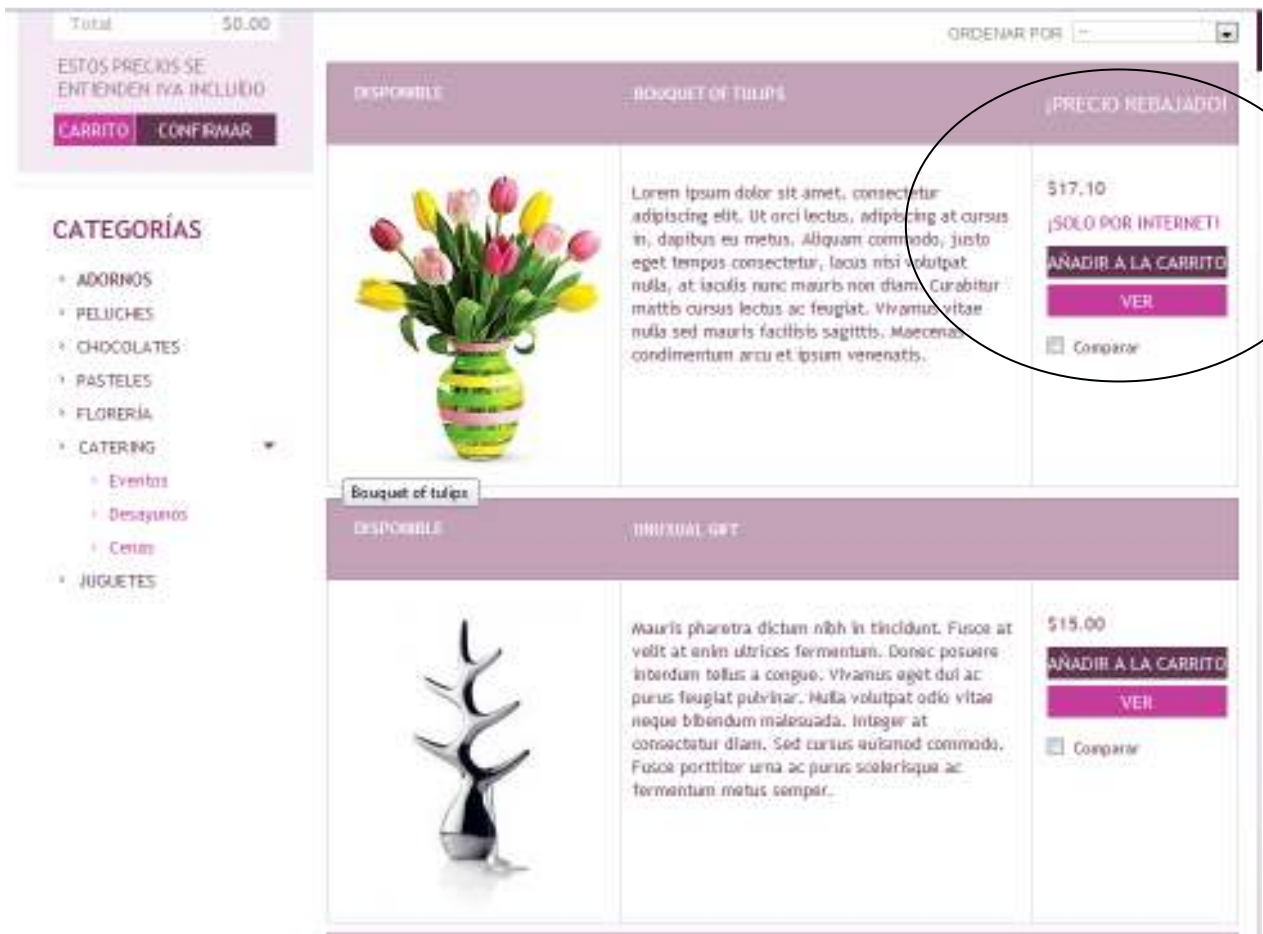 Total $0.00
ESTOS PRECIOS SE
ENTIENDEN IVA INCLUÍDO
CARRITO CONFIRMAR
CATEGORÍAS
ADORNOS
PELUCHES
CHOCOLATES
PASTELES
FLORERÍA
CATERING
Eventos
Desayunos
Cenas
JUGUETES
ORDENAR POR --
DISPONIBLE BOUQUET OF TULIPS ¡PRECIO REBAJADO!
Lorem ipsum dolor sit amet, consectetur
adipiscing elit. Ut orci lectus, adipiscing at cursus
in, dapibus eu metus. Aliquam commodo, justo
eget tempus consectetur, lacus nisi volutpat
nulla, at iaculis nunc mauris non diam. Curabitur
mattis cursus lectus ac feugiat. Vivamus vitae
nulla sed mauris facilisis sagittis. Maecenas
condimentum arcu et ipsum venenatis.
$17.10
¡SOLO POR INTERNET!
AÑADIR A LA CARRITO
VER
Comparar
Bouquet of tulips
DISPONIBLE UNUSUAL GIFT
Mauris pharetra dictum nibh in tincidunt. Fusce at
velit at enim ultrices fermentum. Donec posuere
interdum tellus a congue. Vivamus eget dui ac
purus feugiat pulvinar. Nulla volutpat odio vitae
neque bibendum malesuada. Integer at
consectetur diam. Sed cursus euismod commodo.
Fusce porttitor urna ac purus scelerisque ac
fermentum metus semper.
$15.00
AÑADIR A LA CARRITO
VER
Comparar